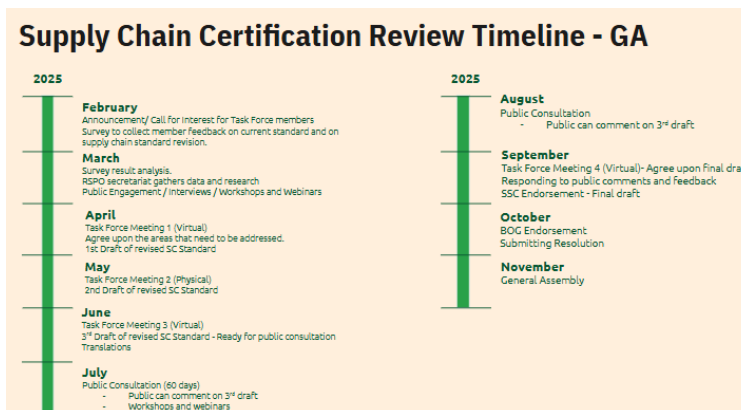 Supply Chain Certification Review Timeline - GA
2025
February
Announcement/ Call for Interest for Task Force members
Survey to collect member feedback on current standard and on
supply chain standard revision.
March
Survey result analysis.
RSPO secretariat gathers data and research
Public Engagement / Interviews / Workshops and Webinars
April
Task Force Meeting 1 (Virtual)
Agree upon the areas that need to be addressed.
1st Draft of revised SC Standard
May
Task Force Meeting 2 (Physical)
2nd Draft of revised SC Standard
June
Task Force Meeting 3 (Virtual)
3rd Draft of revised SC Standard - Ready for public consultation
Translations
July
Public Consultation (60 days)
- Public can comment on 3rd draft
- Workshops and webinars
2025
August
Public Consultation
- Public can comment on 3rd draft
September
Task Force Meeting 4 (Virtual)- Agree upon final dra
Responding to public comments and feedback
SSC Endorsement - Final draft
October
BOG Endorsement
Submitting Resolution
November
General Assembly